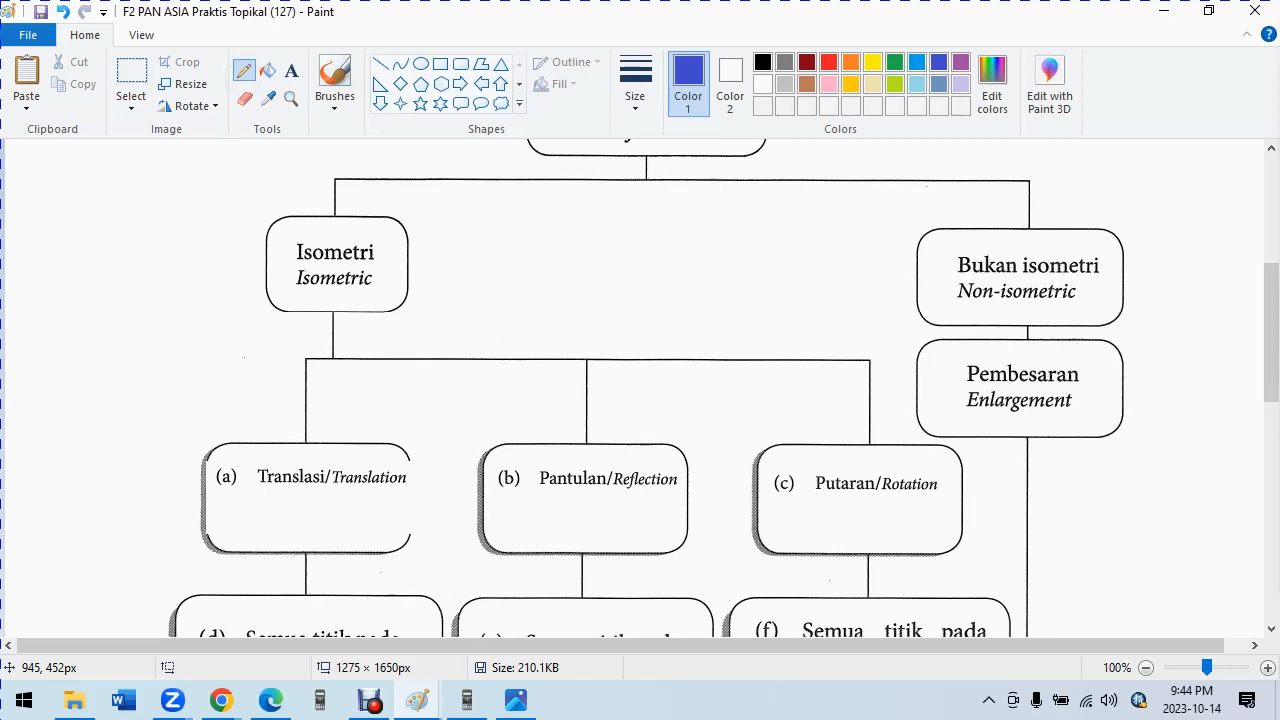 F2 PAN ASIA Praktis Topikal (127) - Paint
File Home View
Paste
Cut
Copy
Clipboard
Select
Crop
Resize
Rotate
Image
A
Tools
Brushes
Outline
Fill
Shapes
Size
Color 1
Color 2
Edit colors
Colors
Edit with Paint 3D
Isometri
Isometric
Bukan isometri
Non-isometric
Pembesaran
Enlargement
(a) Translasi/Translation
(b) Pantulan/Reflection
(c) Putaran/Rotation
(f) Semua titik pada
945, 452px
1275 × 1650px
Size: 210.1KB
100%
9:44 PM
2023-10-14